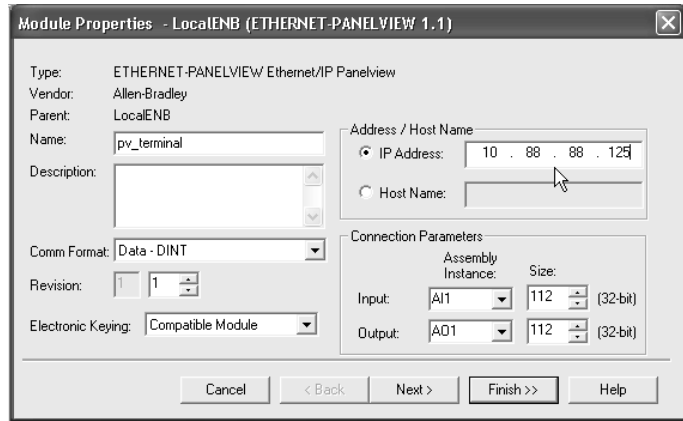 Module Properties - LocalENB (ETHERNET-PANELVIEW 1.1)
Type: ETHERNET-PANELVIEW Ethernet/IP Panelview
Vendor: Allen-Bradley
Parent: LocalENB
Name: pv_terminal
Description:
Comm Format: Data - DINT
Revision: 1 1
Electronic Keying: Compatible Module
Address / Host Name
IP Address: 10 . 88 . 88 . 125
Host Name:
Connection Parameters
Assembly
Instance: Size:
Input: AI1 112 (32-bit)
Output: AO1 112 (32-bit)
Cancel < Back Next > Finish >> Help